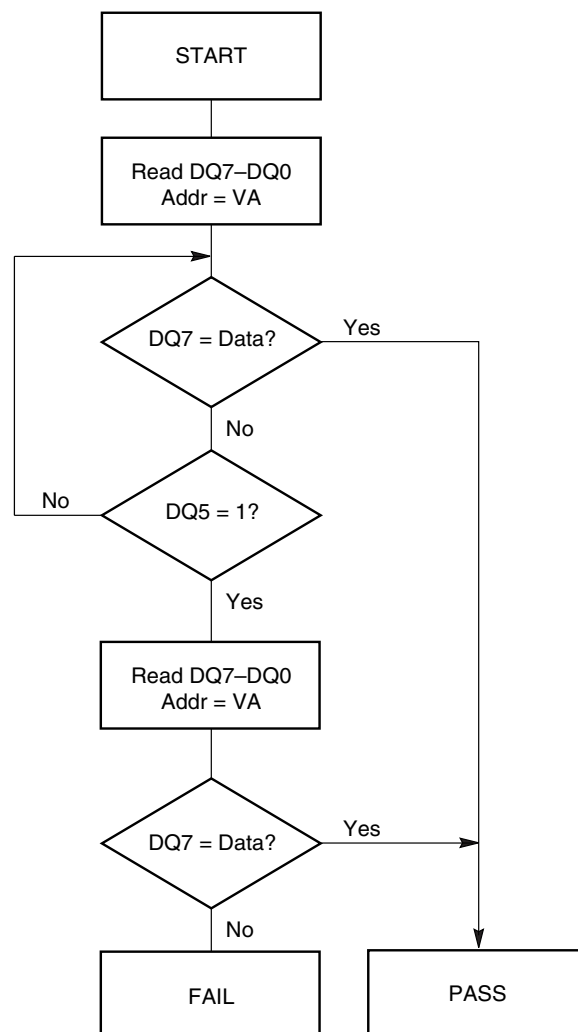 START
Read DQ7–DQ0
Addr = VA
DQ7 = Data?
Yes
No
No
DQ5 = 1?
Yes
Read DQ7–DQ0
Addr = VA
DQ7 = Data?
Yes
No
FAIL
PASS